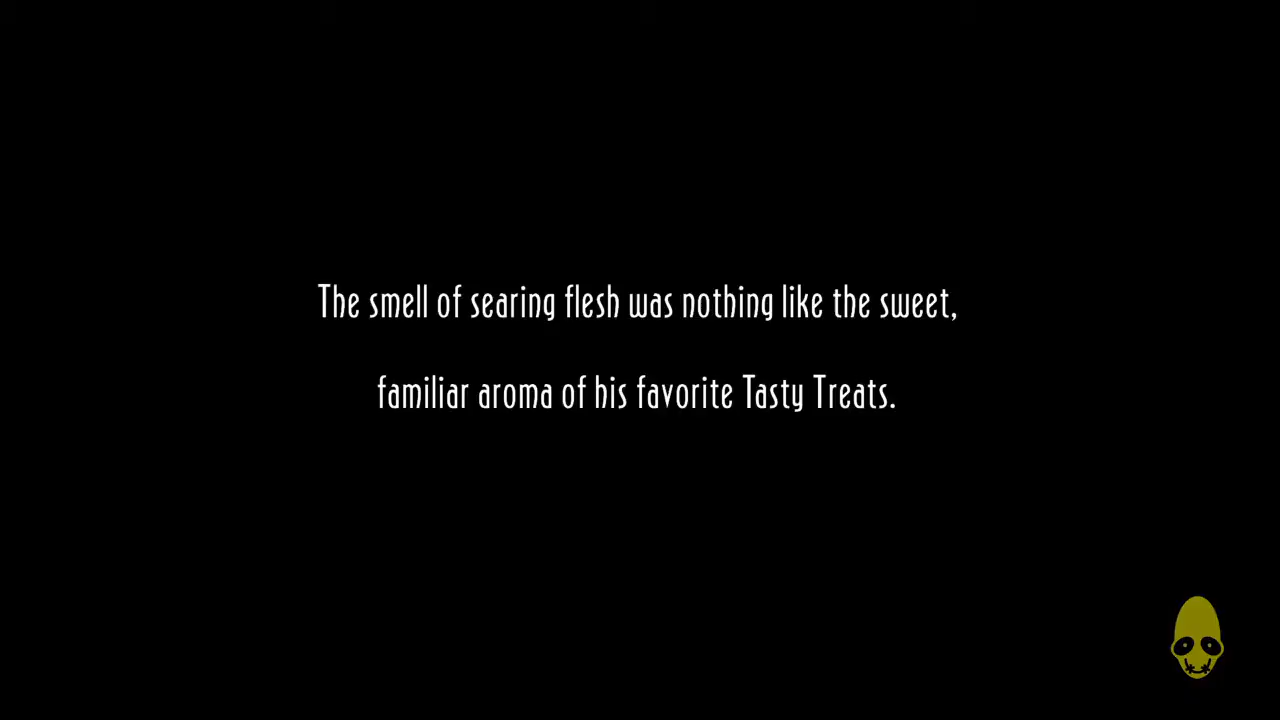 The smell of searing flesh was nothing like the sweet,
familiar aroma of his favorite Tasty Treats.